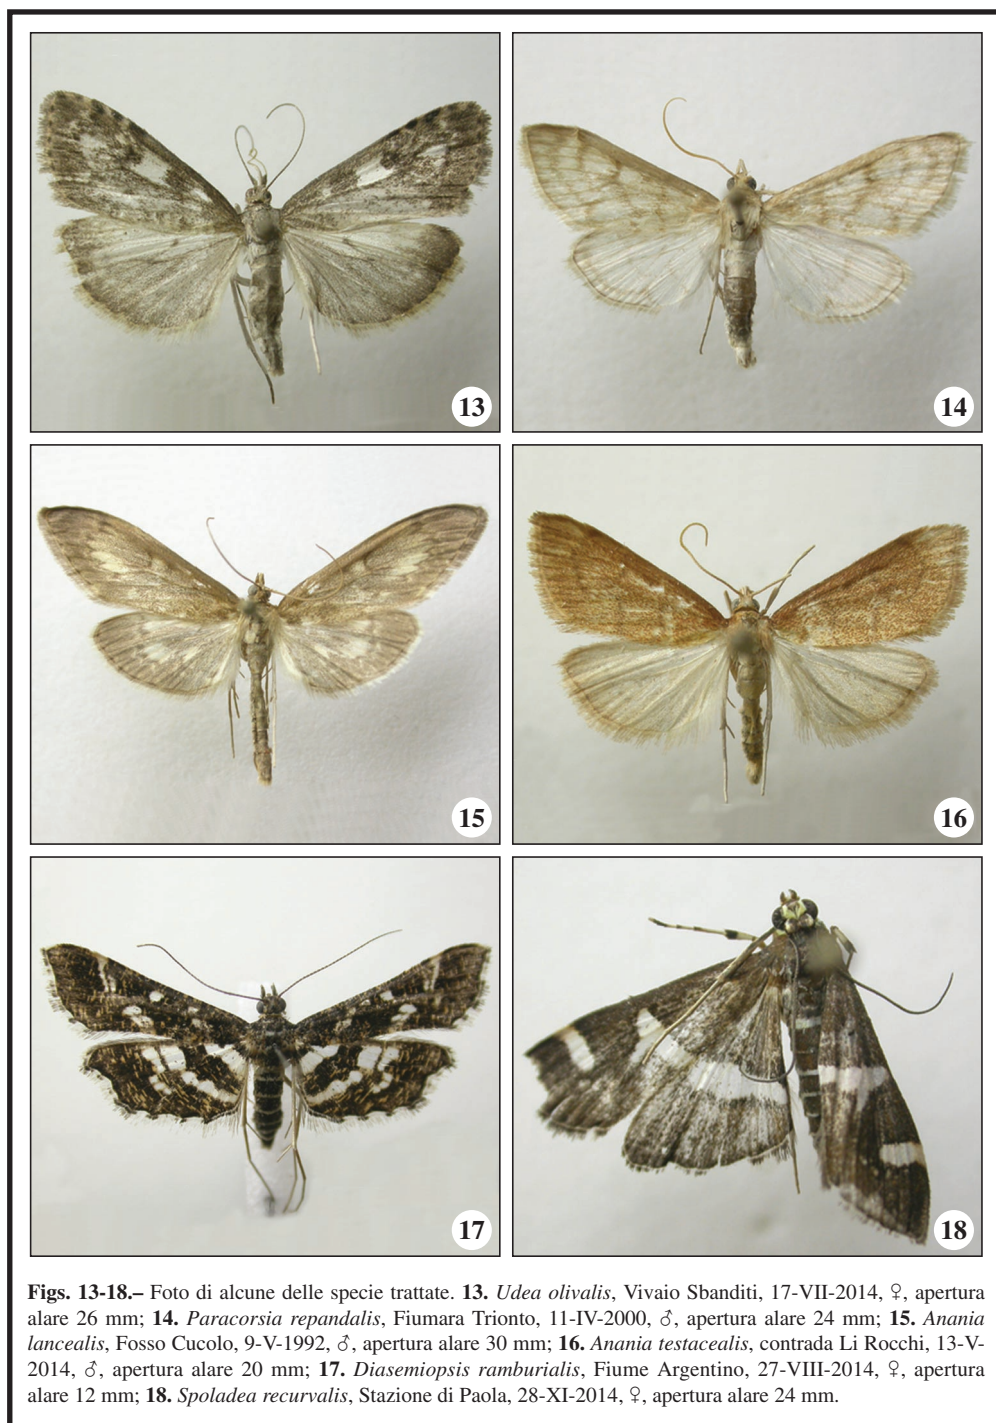 13
14
15
16
17
18
Figs. 13-18.– Foto di alcune delle specie trattate. 13. Udea olivalis, Vivaio Sbanditi, 17-VII-2014, ♀, apertura
alare 26 mm; 14. Paracorsia repandalis, Fiumara Trionto, 11-IV-2000, ♂, apertura alare 24 mm; 15. Anania
lancealis, Fosso Cucolo, 9-V-1992, ♂, apertura alare 30 mm; 16. Anania testacealis, contrada Li Rocchi, 13-V-
2014, ♂, apertura alare 20 mm; 17. Diasemiopsis ramburialis, Fiume Argentino, 27-VIII-2014, ♀, apertura
alare 12 mm; 18. Spoladea recurvalis, Stazione di Paola, 28-XI-2014, ♀, apertura alare 24 mm.